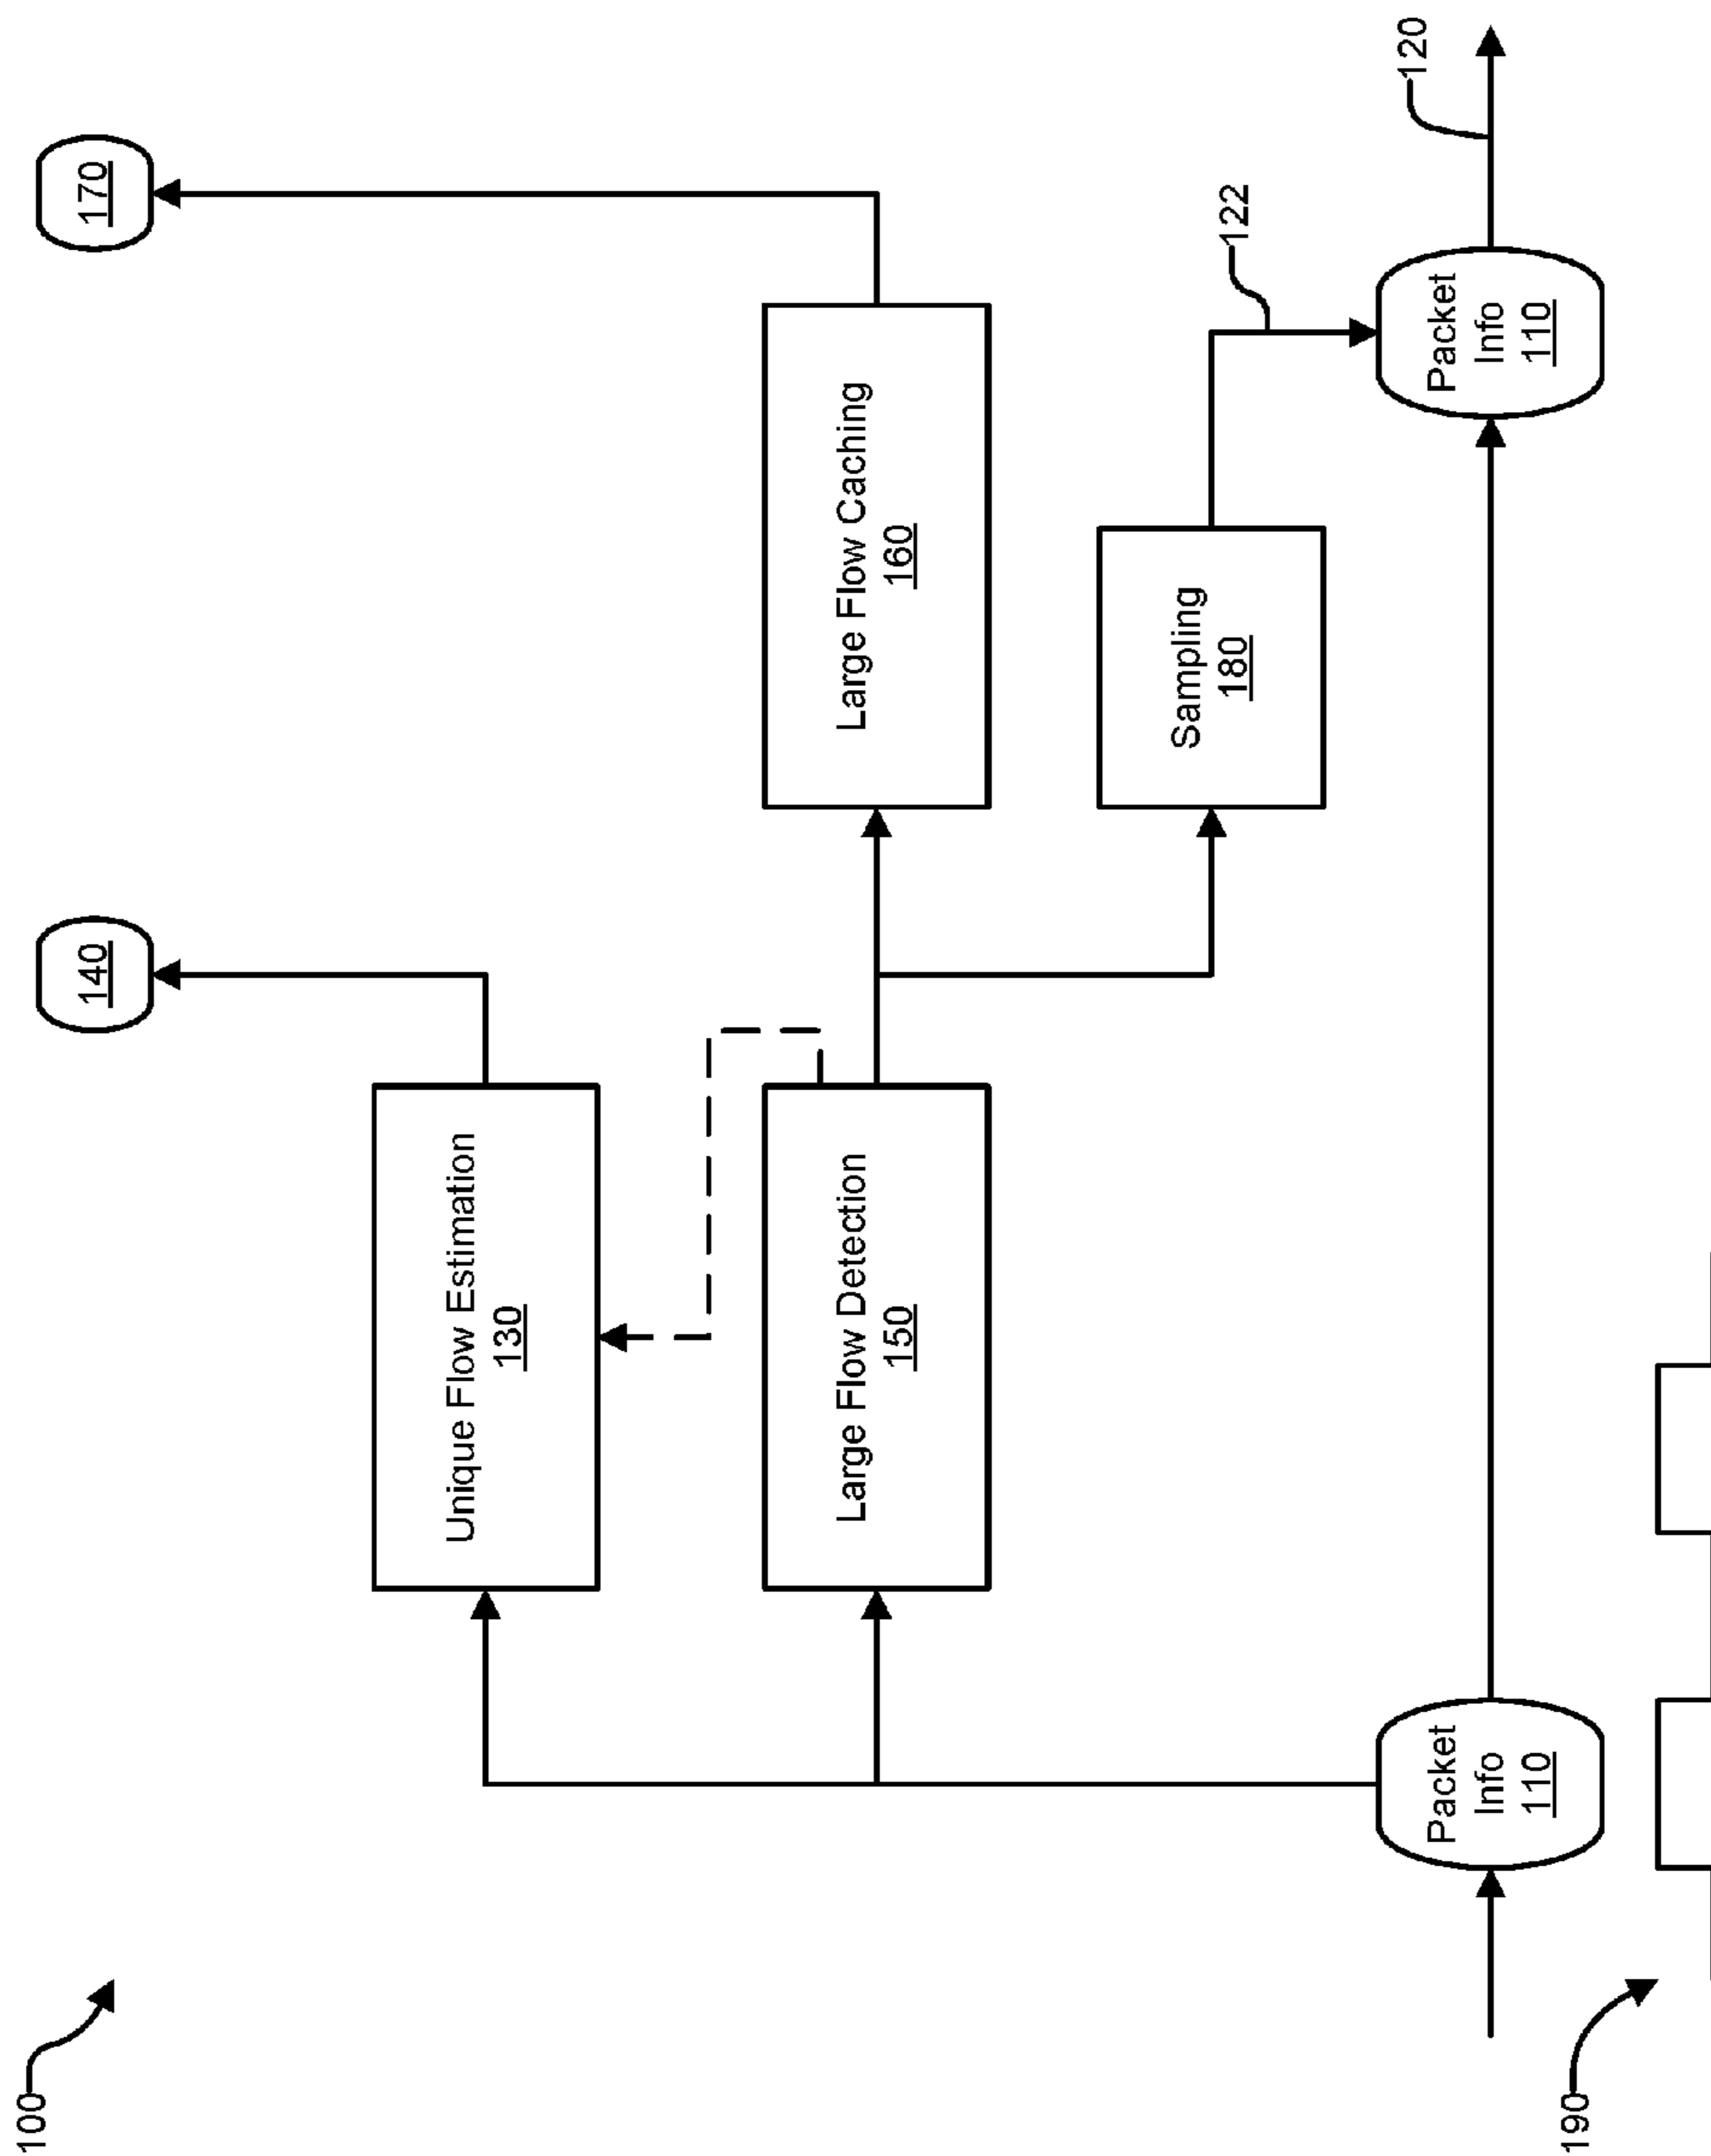 100
140
170
Unique Flow Estimation
130
Large Flow Detection
150
Large Flow Caching
160
Sampling
180
122
Packet
Info
110
Packet
Info
110
120
190